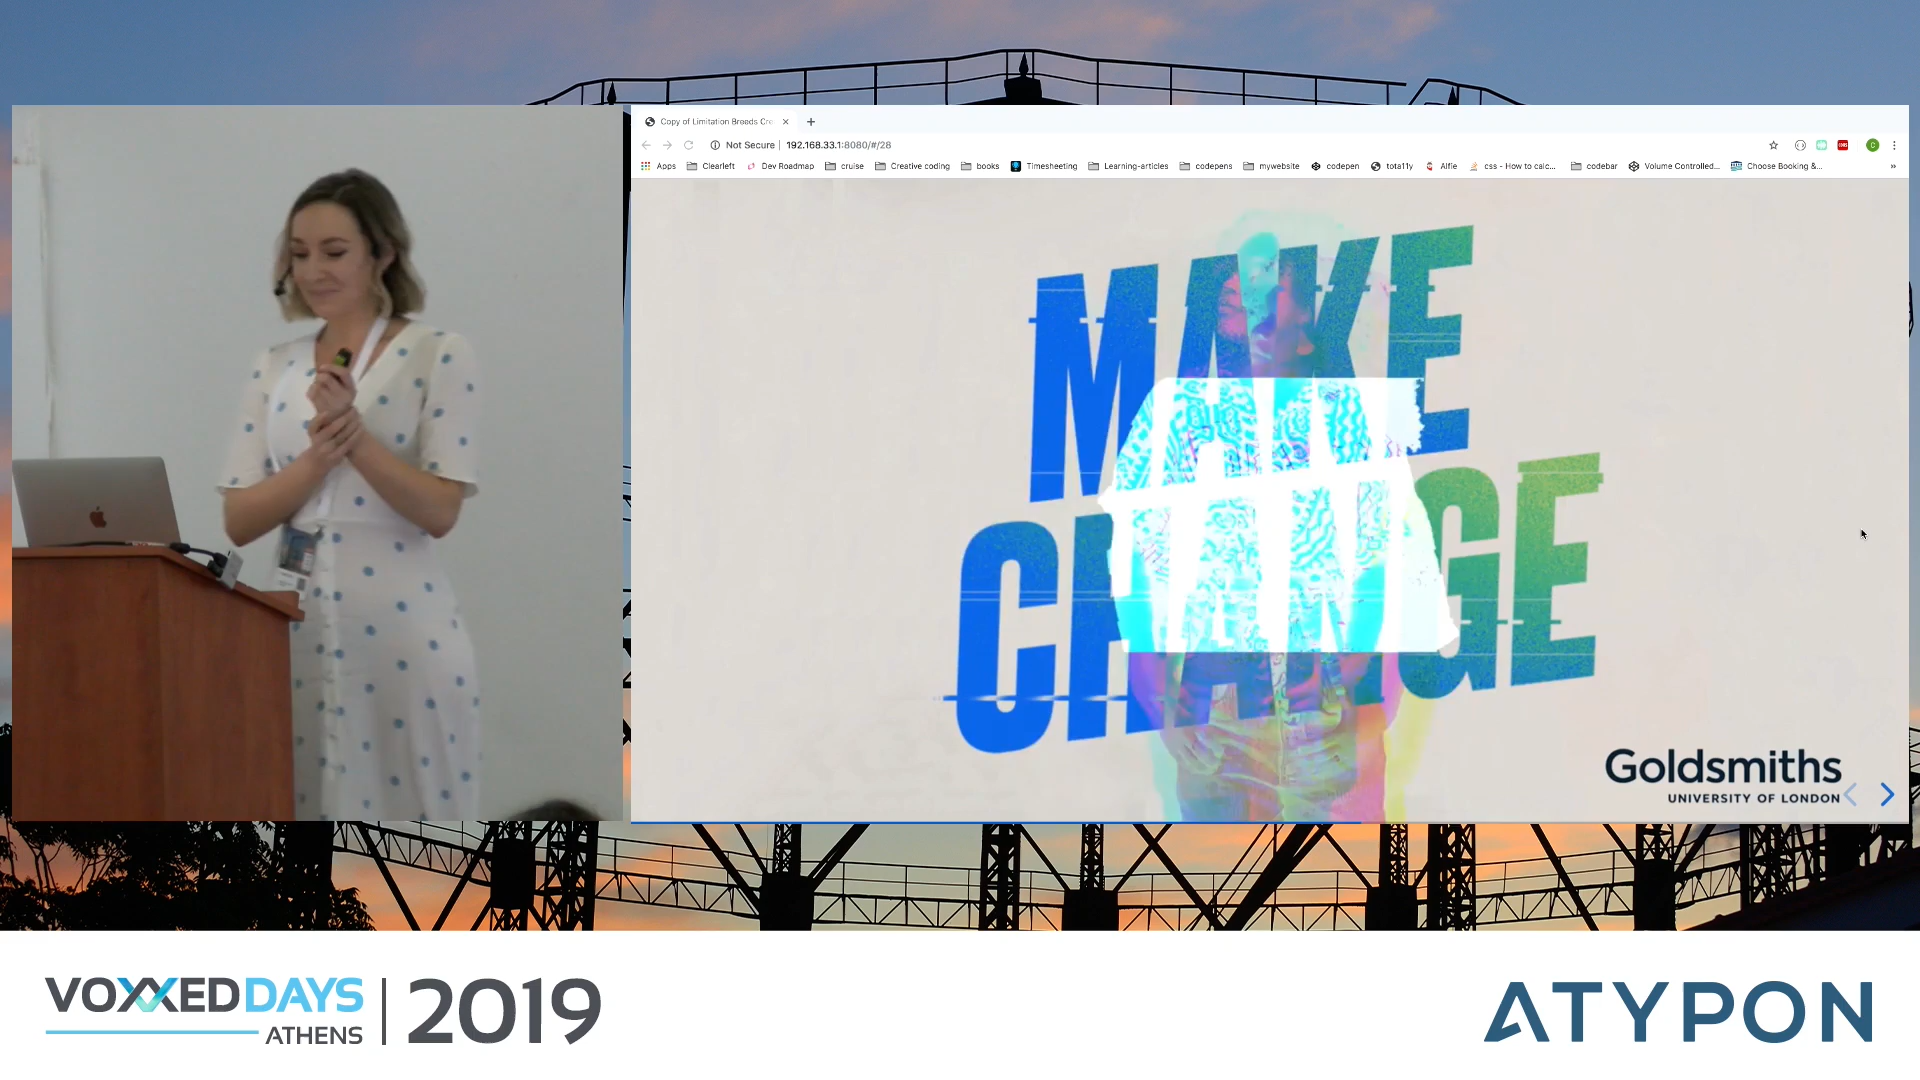 Copy of Limitation Breeds Cre
Not Secure | 192.168.33.1:8080/#/28
Apps Clearleft Dev Roadmap cruise Creative coding books Timesheeting Learning-articles codepens mywebsite codepen tota11y Alfie css - How to calc... codebar Volume Controlled... Choose Booking &... »
MAKE
CHANGE
Goldsmiths
UNIVERSITY OF LONDON
VOXXEDDAYS
ATHENS
2019
ATYPON